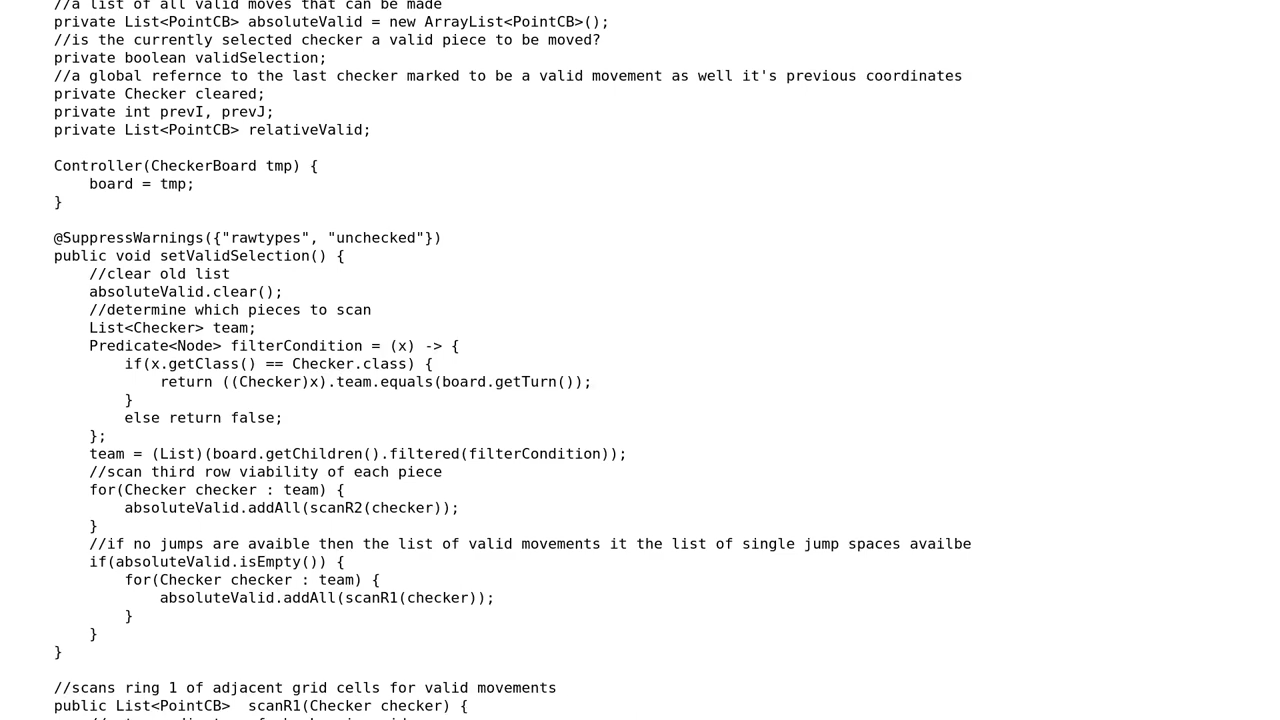 //a list of all valid moves that can be made
private List<PointCB> absoluteValid = new ArrayList<PointCB>();
//is the currently selected checker a valid piece to be moved?
private boolean validSelection;
//a global refernce to the last checker marked to be a valid movement as well it's previous coordinates
private Checker cleared;
private int prevI, prevJ;
private List<PointCB> relativeValid;

Controller(CheckerBoard tmp) {
    board = tmp;
}

@SuppressWarnings({"rawtypes", "unchecked"})
public void setValidSelection() {
    //clear old list
    absoluteValid.clear();
    //determine which pieces to scan
    List<Checker> team;
    Predicate<Node> filterCondition = (x) -> {
        if(x.getClass() == Checker.class) {
            return ((Checker)x).team.equals(board.getTurn());
        }
        else return false;
    };
    team = (List)(board.getChildren().filtered(filterCondition));
    //scan third row viability of each piece
    for(Checker checker : team) {
        absoluteValid.addAll(scanR2(checker));
    }
    //if no jumps are avaible then the list of valid movements it the list of single jump spaces availbe
    if(absoluteValid.isEmpty()) {
        for(Checker checker : team) {
            absoluteValid.addAll(scanR1(checker));
        }
    }
}

//scans ring 1 of adjacent grid cells for valid movements
public List<PointCB>  scanR1(Checker checker) {